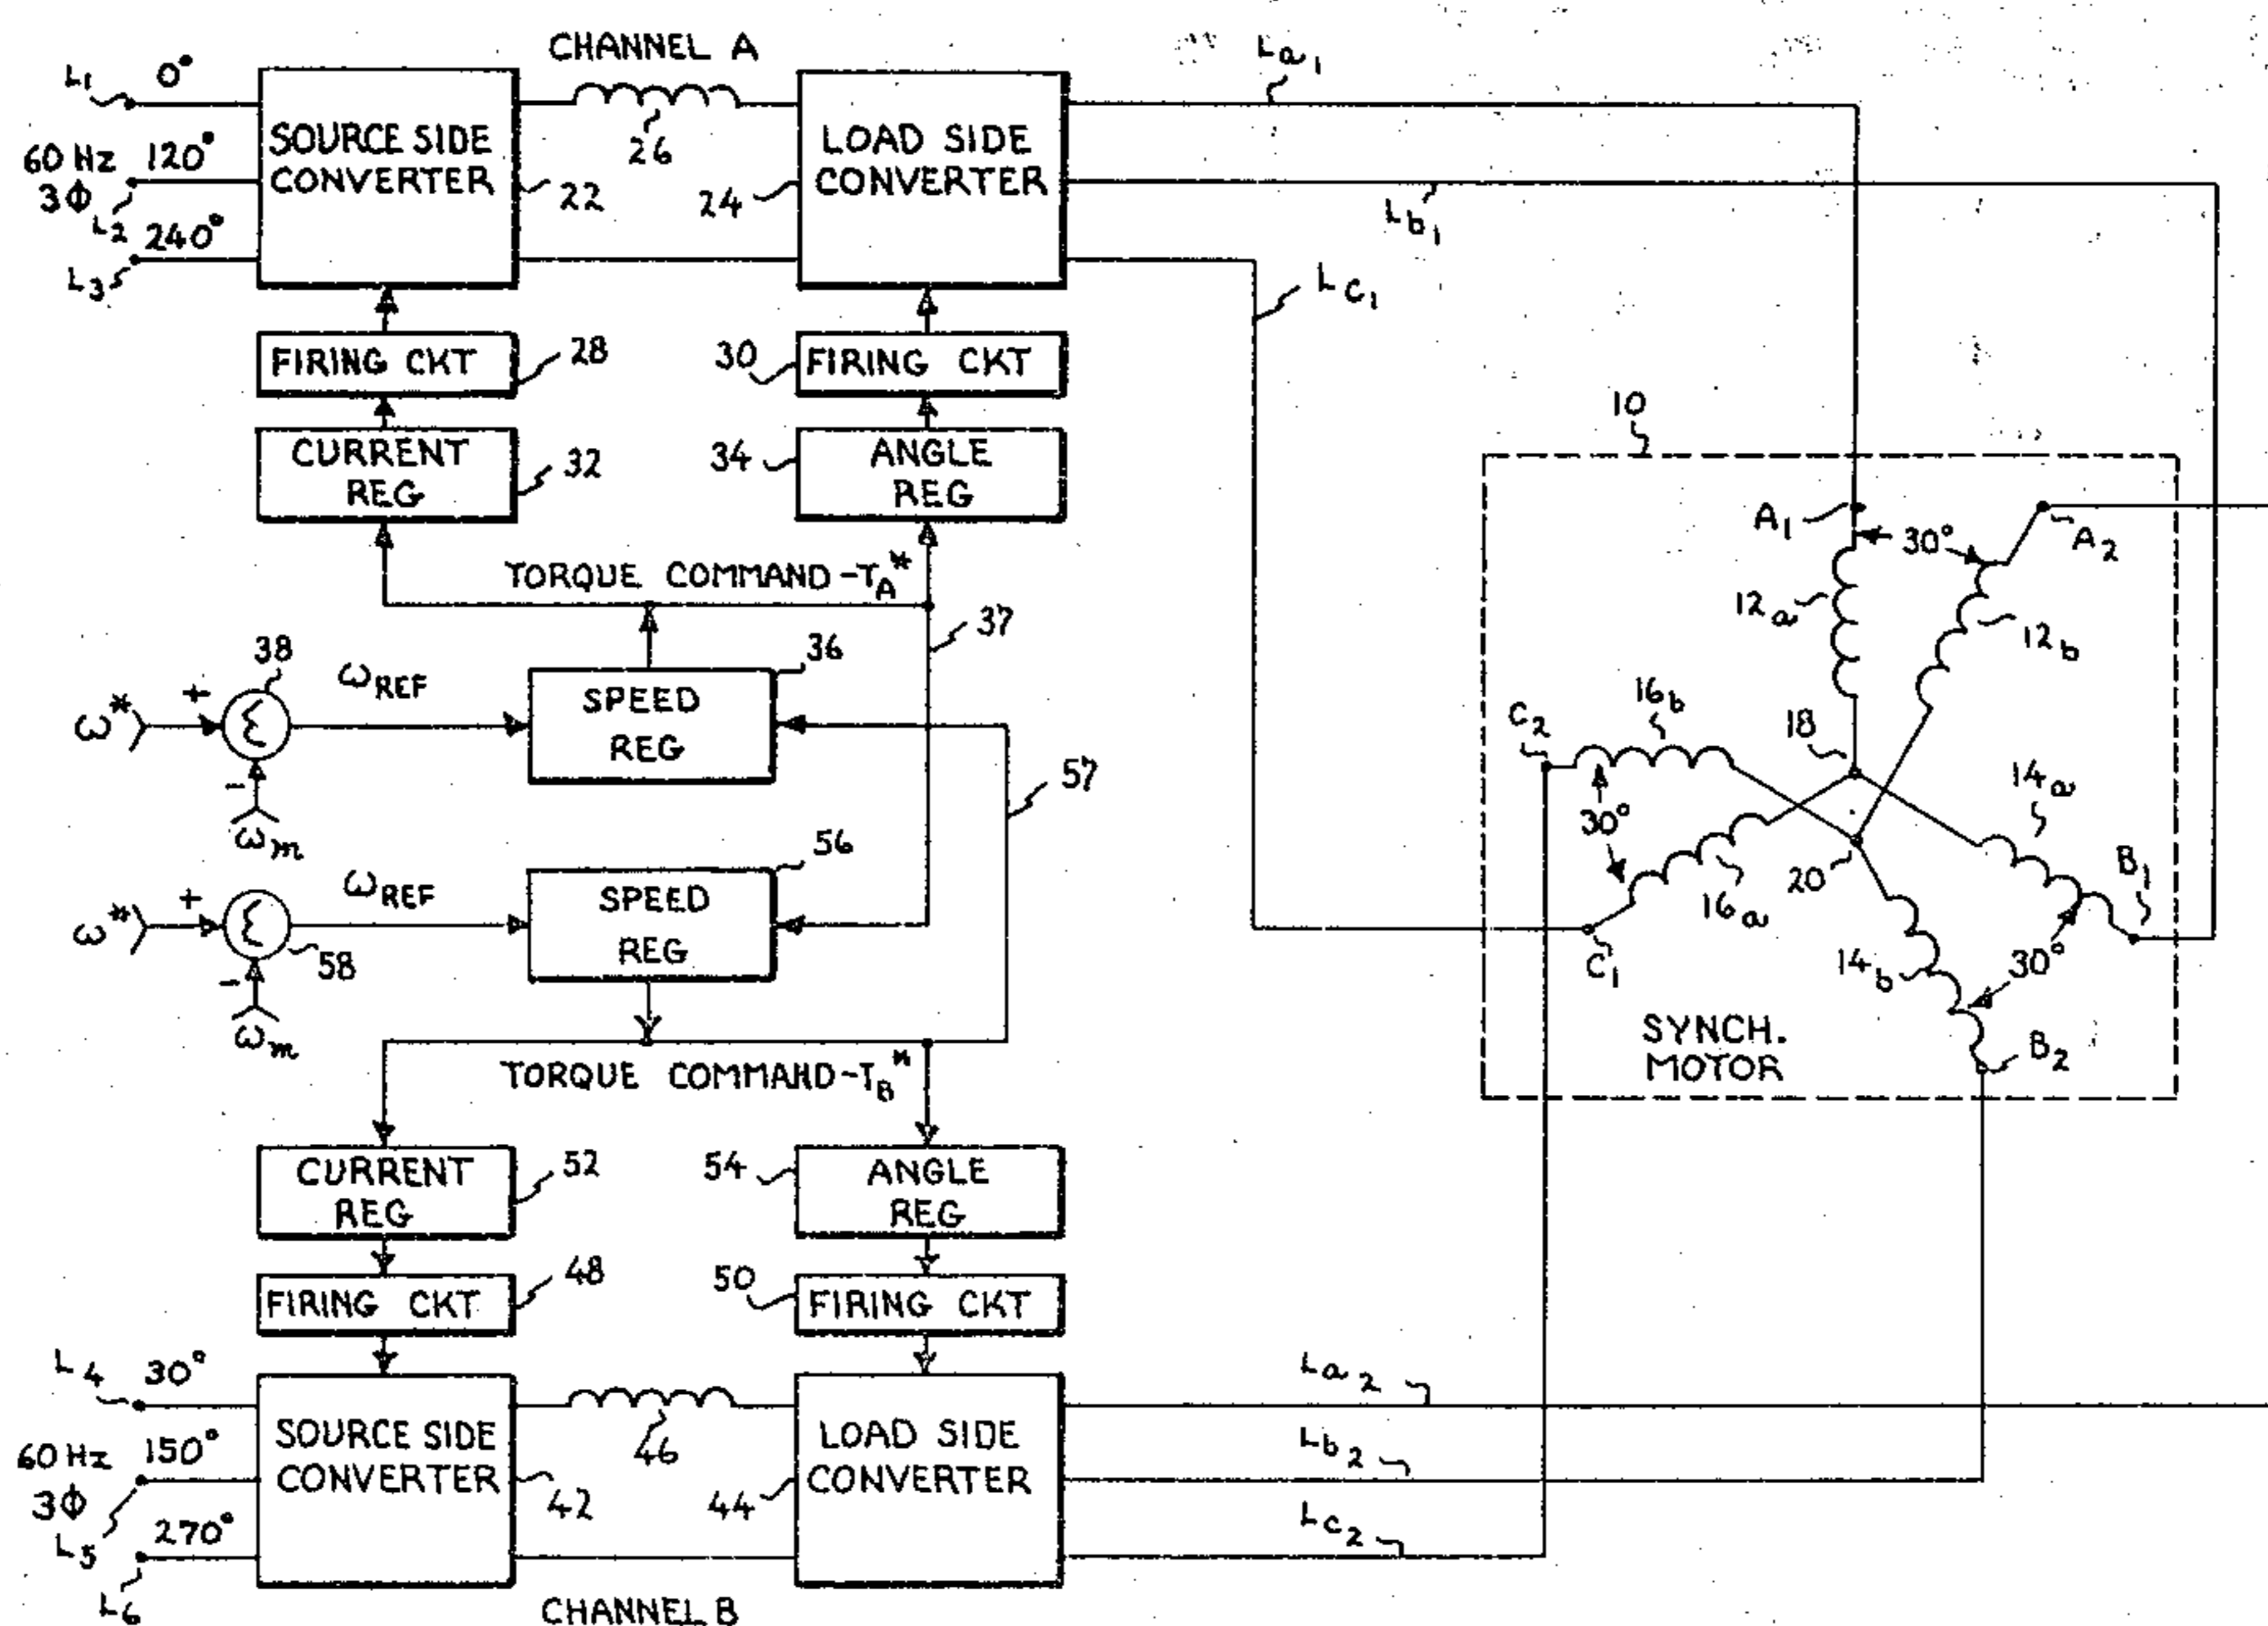 CHANNEL A
L1 0°
60 Hz 120°
3Φ
L2 240°
L3
SOURCE SIDE
CONVERTER
22
26
24
LOAD SIDE
CONVERTER
La1
Lb1
Lc1
FIRING CKT
28
30
FIRING CKT
CURRENT
REG
32
34
ANGLE
REG
TORQUE COMMAND-TA*
37
38
ω*
+
-
ωm
ωREF
36
SPEED
REG
57
56
ω*
+
-
ωm
58
ωREF
SPEED
REG
TORQUE COMMAND-TB*
CURRENT
REG
52
54
ANGLE
REG
FIRING CKT
48
50
FIRING CKT
L4 30°
60 Hz 150°
3Φ
L5 270°
L6
SOURCE SIDE
CONVERTER
42
46
44
LOAD SIDE
CONVERTER
La2
Lb2
Lc2
CHANNEL B
10
A1
30°
A2
12a
12b
C2
16b
18
14a
30°
16a
20
B1
C1
14b
30°
B2
SYNCH.
MOTOR